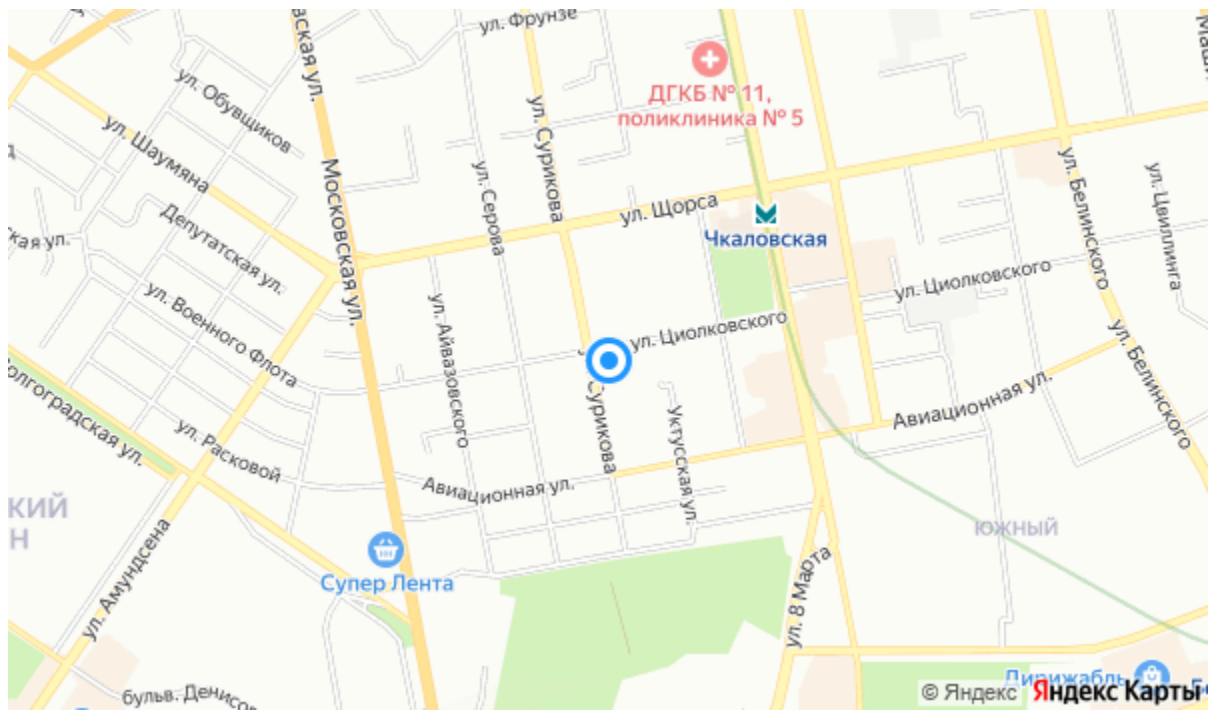 ул. Фрунзе
ская ул.
ул. Обувщиков
ДГКБ № 11,
поликлиника № 5
ул. Шаумяна
Московская ул.
ул. Сурикова
ул. Серова
ул. Щорса
Чкаловская
ул. Белинского
ул. Цвиллинга
Депутатская ул.
кая ул.
ул. Военного Флота
ул. Айвазовского
ул. Циолковского
ул. Циолковского
ул. Белинского
олгоградская ул.
ул. Расковой
Сурикова
Уктусская ул.
Авиационная ул.
Авиационная ул.
КИЙ
Н
ЮЖНЫЙ
Супер Лента
ул. Амундсена
ул. 8 Марта
бульв. Денисов
Дирижабль
© Яндекс Яндекс Карты